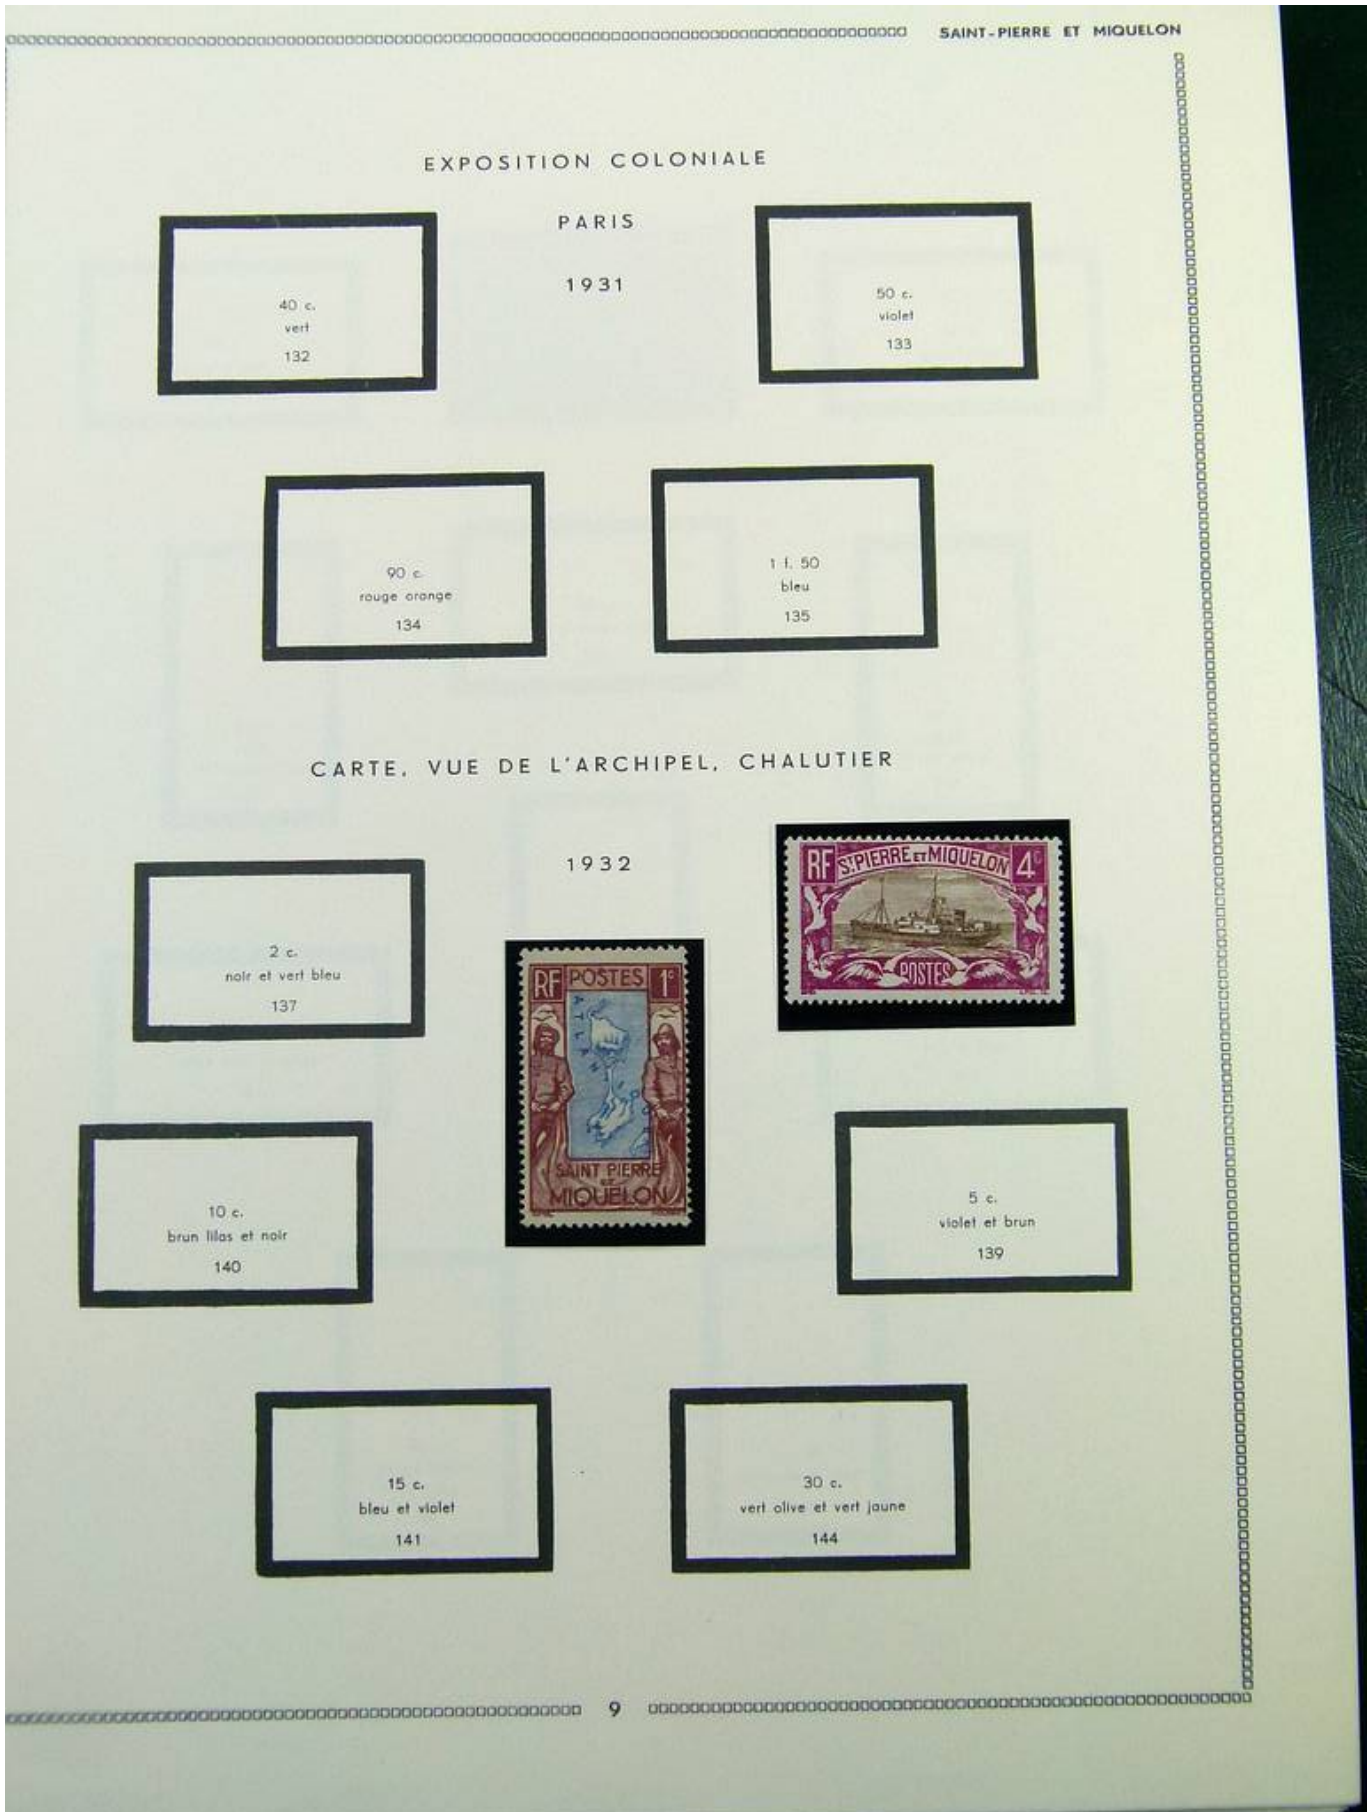 SAINT-PIERRE ET MIQUELON
EXPOSITION COLONIALE
PARIS
1931
40 c.
vert
132
50 c.
violet
133
90 c.
rouge orange
134
1 f. 50
bleu
135
CARTE, VUE DE L'ARCHIPEL, CHALUTIER
1932
2 c.
noir et vert bleu
137
RF POSTES 1c
SAINT PIERRE
ET
MIQUELON
RF ST PIERRE ET MIQUELON 4c
POSTES
10 c.
brun lilas et noir
140
5 c.
violet et brun
139
15 c.
bleu et violet
141
30 c.
vert olive et vert jaune
144
9